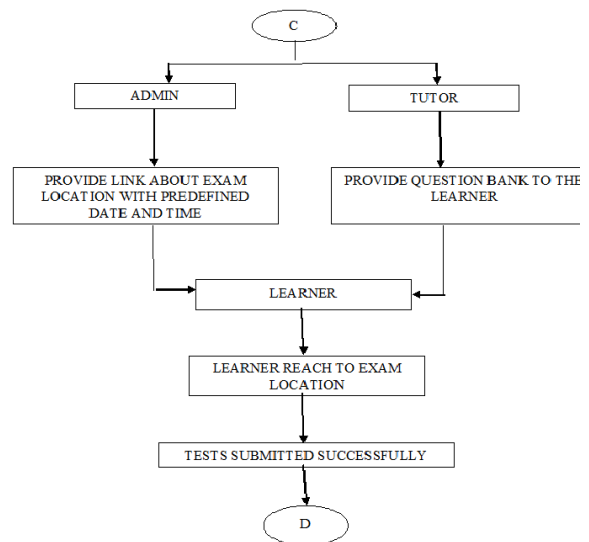 C
ADMIN
TUTOR
PROVIDE LINK ABOUT EXAM
LOCATION WITH PREDEFINED
DATE AND TIME
PROVIDE QUESTION BANK TO THE
LEARNER
LEARNER
LEARNER REACH TO EXAM
LOCATION
TESTS SUBMITTED SUCCESSFULLY
D